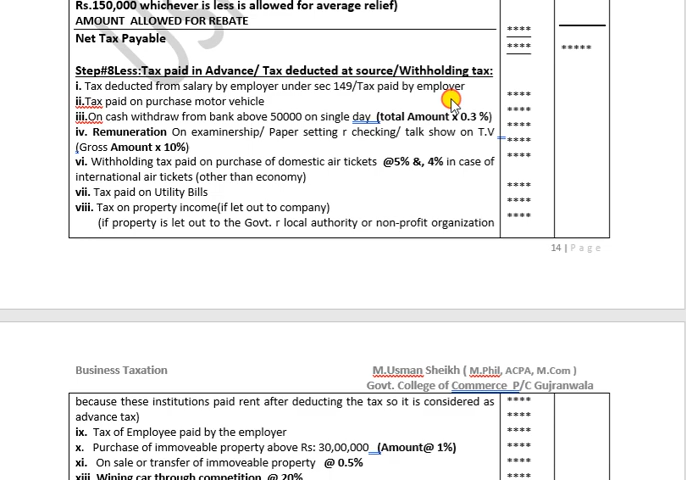 Rs.150,000 whichever is less is allowed for average relief)
AMOUNT ALLOWED FOR REBATE ****
Net Tax Payable **** *****
Step#8Less:Tax paid in Advance/ Tax deducted at source/Withholding tax:
i. Tax deducted from salary by employer under sec 149/Tax paid by employer ****
ii.Tax paid on purchase motor vehicle ****
iii.On cash withdraw from bank above 50000 on single day (total Amount x 0.3 %) ****
iv. Remuneration On examinership/ Paper setting r checking/ talk show on T.V ****
(Gross Amount x 10%) ****
vi. Withholding tax paid on purchase of domestic air tickets @5% &, 4% in case of
international air tickets (other than economy) ****
vii. Tax paid on Utility Bills ****
viii. Tax on property income(if let out to company) ****
(if property is let out to the Govt. r local authority or non-profit organization
14 | Page
Business Taxation M.Usman Sheikh ( M.Phil, ACPA, M.Com )
Govt. College of Commerce P/C Gujranwala
because these institutions paid rent after deducting the tax so it is considered as ****
advance tax) ****
ix. Tax of Employee paid by the employer ****
x. Purchase of immoveable property above Rs: 30,00,000 (Amount@ 1%) ****
xi. On sale or transfer of immoveable property @ 0.5% ****
xiii. Wining car through competition @ 20% ****